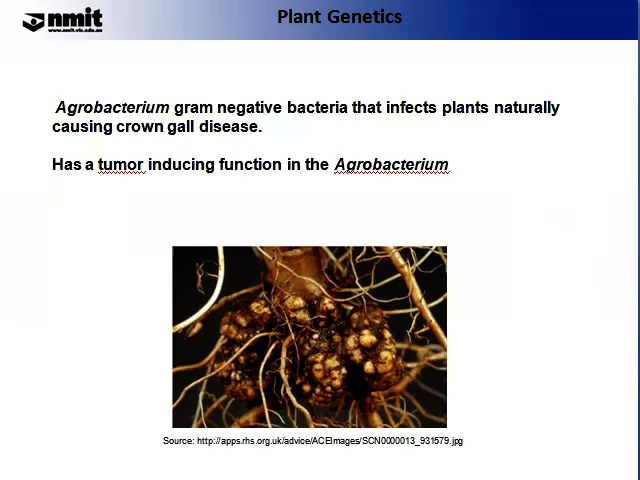 nmit
www.nmit.vic.edu.au
Plant Genetics
Agrobacterium gram negative bacteria that infects plants naturally
causing crown gall disease.
Has a tumor inducing function in the Agrobacterium
Source: http://apps.rhs.org.uk/advice/ACEImages/SCN0000013_931579.jpg